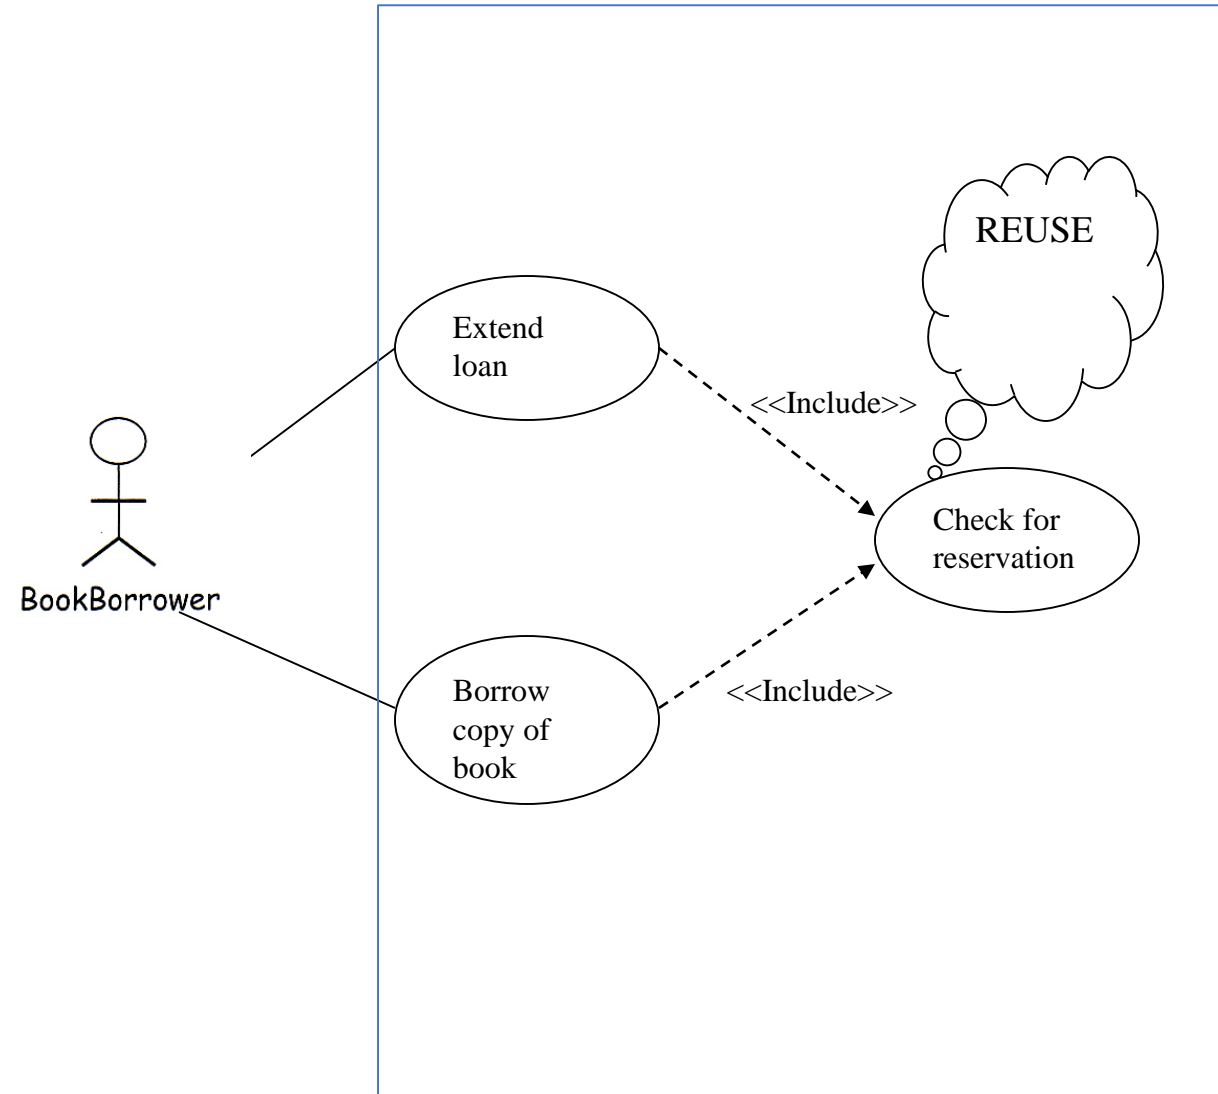 REUSE
Extend
loan
<<Include>>
Check for
reservation
BookBorrower
Borrow
copy of
book
<<Include>>